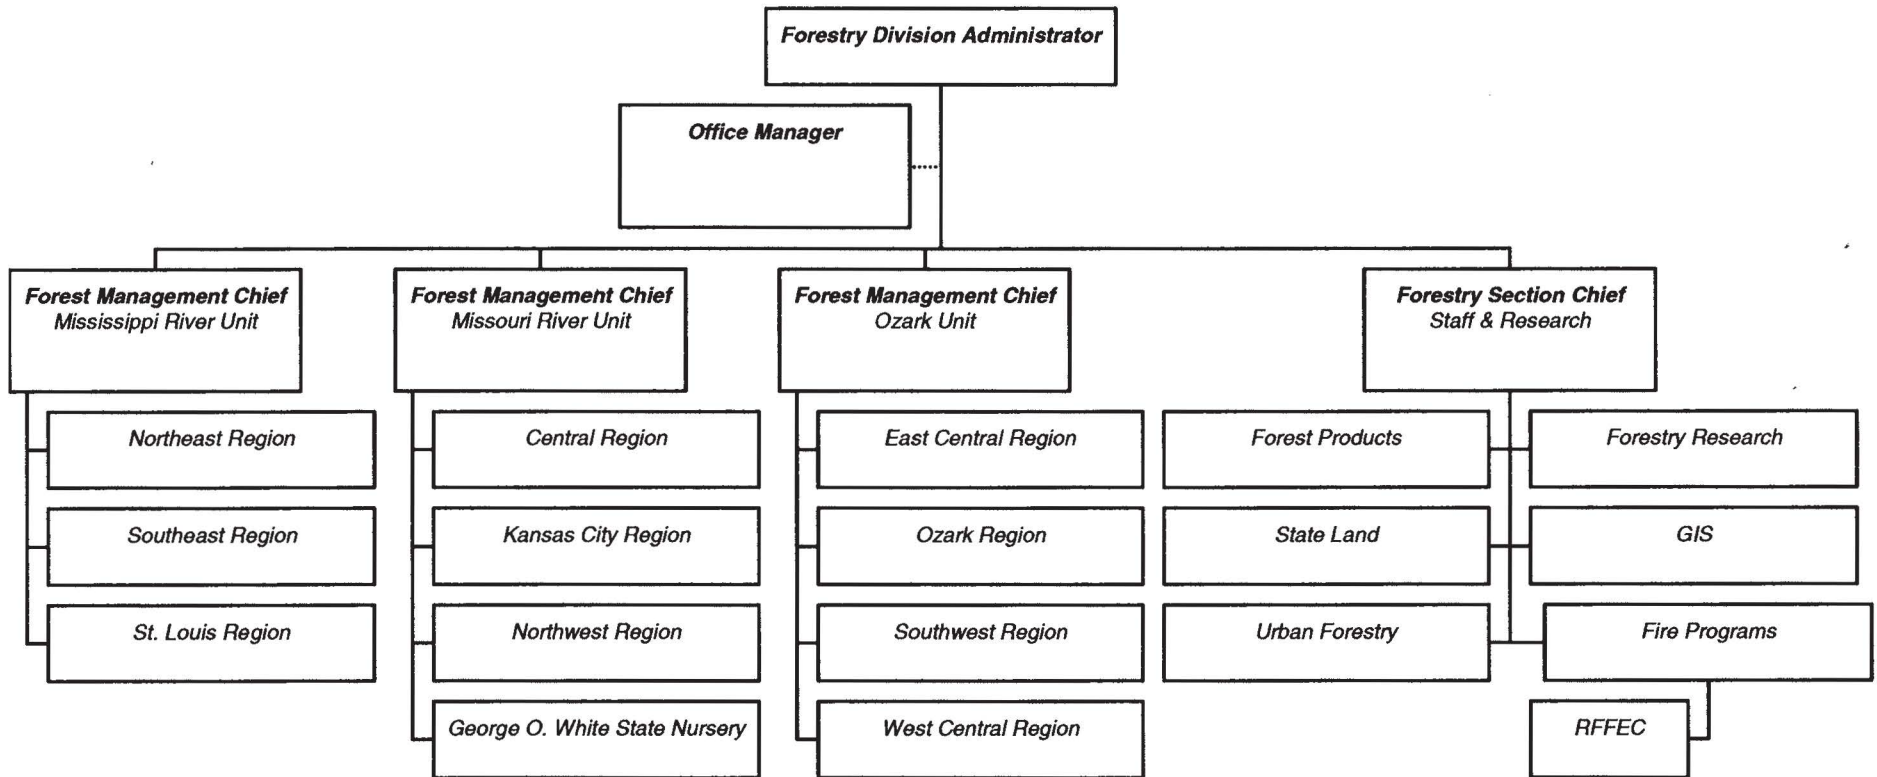 Forestry Division Administrator
Office Manager
Forest Management Chief
Mississippi River Unit
Forest Management Chief
Missouri River Unit
Forest Management Chief
Ozark Unit
Forestry Section Chief
Staff & Research
Northeast Region
Southeast Region
St. Louis Region
Central Region
Kansas City Region
Northwest Region
George O. White State Nursery
East Central Region
Ozark Region
Southwest Region
West Central Region
Forest Products
State Land
Urban Forestry
Forestry Research
GIS
Fire Programs
RFFEC